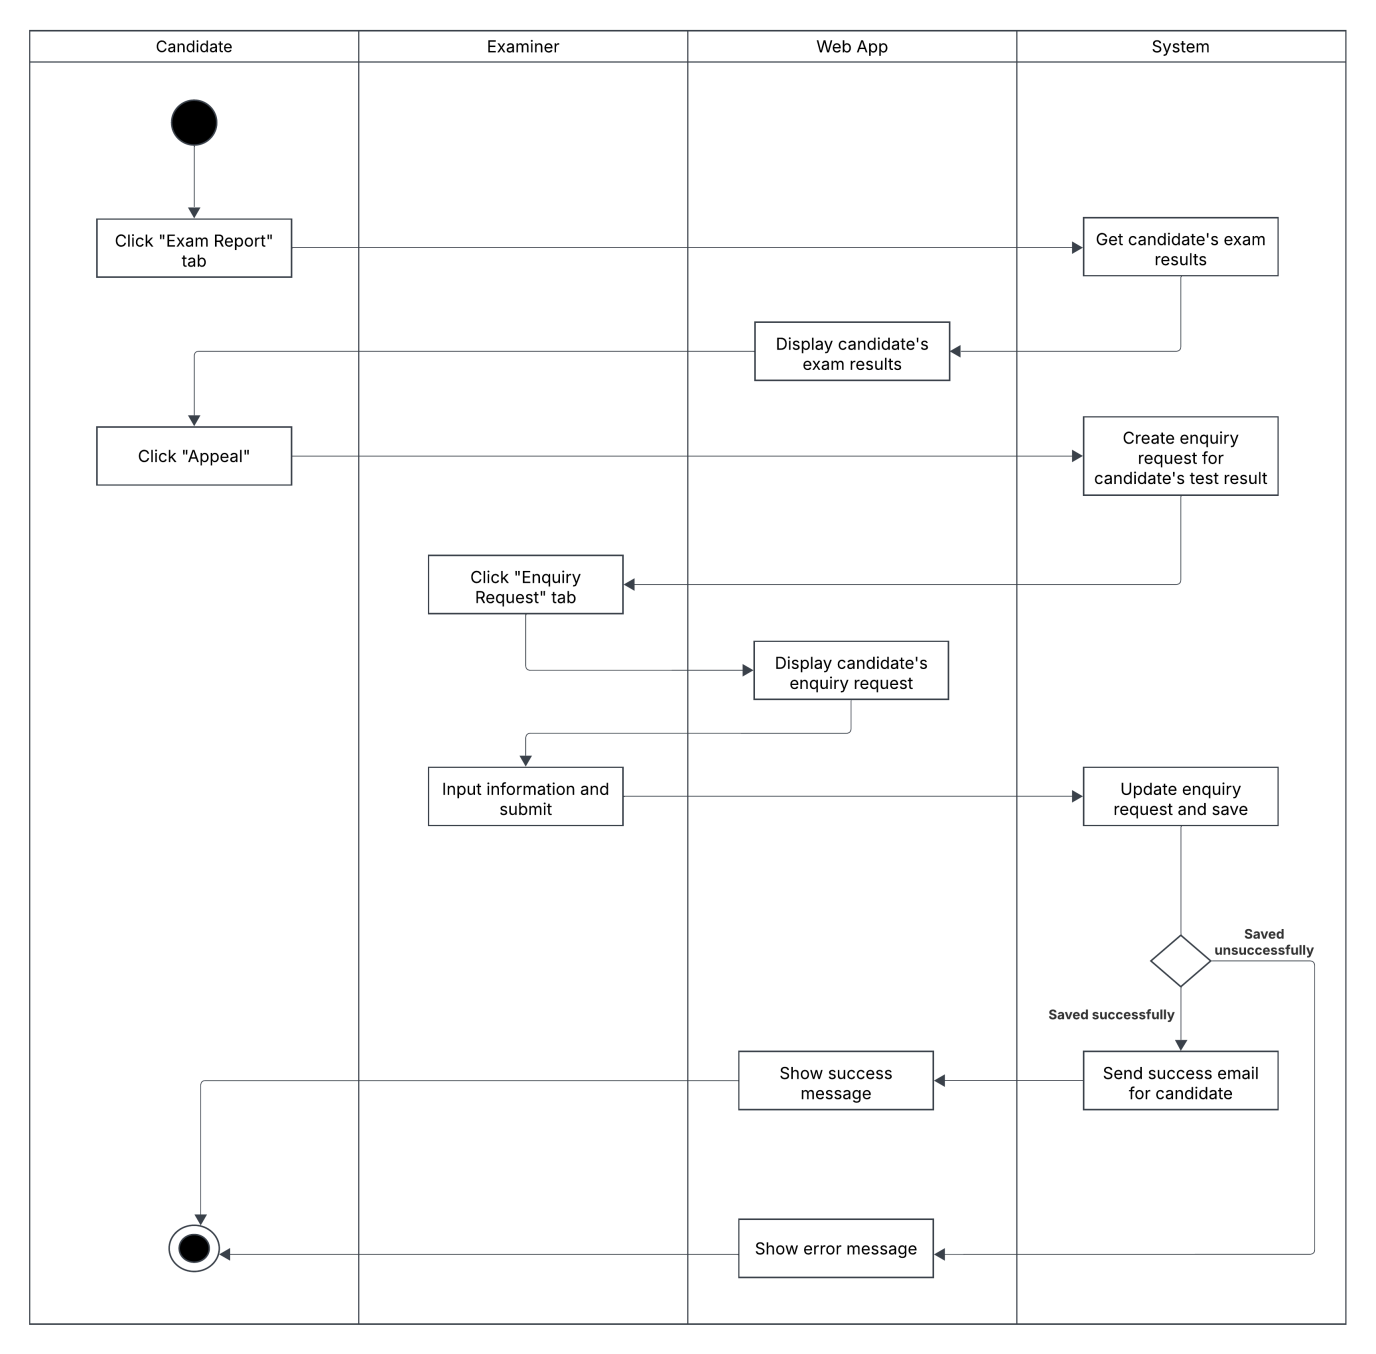 Candidate
Examiner
Web App
System
Click "Exam Report"
tab
Get candidate's exam
results
Display candidate's
exam results
Click "Appeal"
Create enquiry
request for
candidate's test result
Click "Enquiry
Request" tab
Display candidate's
enquiry request
Input information and
submit
Update enquiry
request and save
Saved
unsuccessfully
Saved successfully
Show success
message
Send success email
for candidate
Show error message